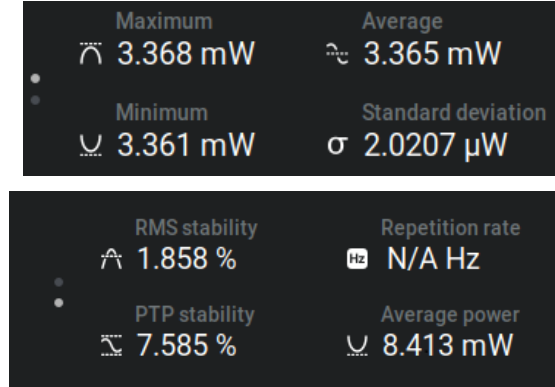 Maximum Average
3.368 mW 3.365 mW
Minimum Standard deviation
3.361 mW σ 2.0207 µW
RMS stability Repetition rate
1.858 % Hz N/A Hz
PTP stability Average power
7.585 % 8.413 mW